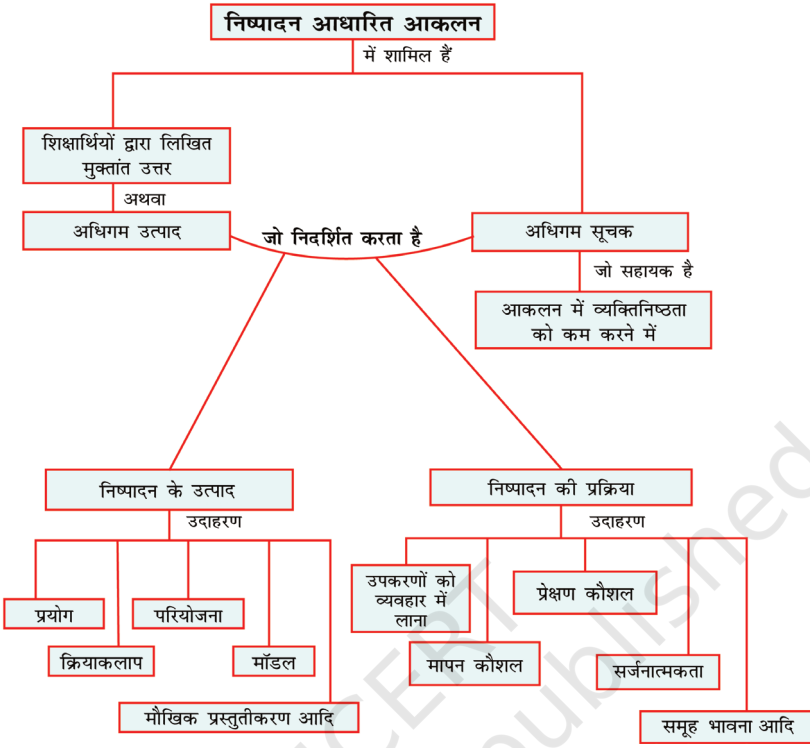 निष्पादन आधारित आकलन
में शामिल हैं
शिक्षार्थियों द्वारा लिखित
मुक्तांत उत्तर
अथवा
अधिगम उत्पाद
जो निदर्शित करता है
अधिगम सूचक
जो सहायक है
आकलन में व्यक्तिनिष्ठता
को कम करने में
निष्पादन के उत्पाद
उदाहरण
प्रयोग
परियोजना
क्रियाकलाप
मॉडल
मौखिक प्रस्तुतीकरण आदि
निष्पादन की प्रक्रिया
उदाहरण
उपकरणों को
व्यवहार में
लाना
प्रेक्षण कौशल
मापन कौशल
सर्जनात्मकता
समूह भावना आदि
NCERT
published